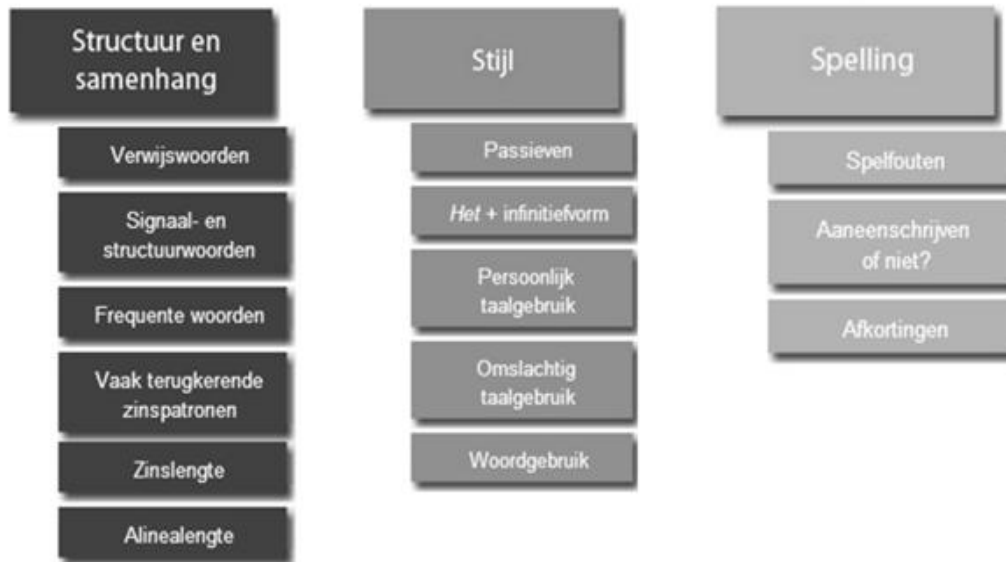 Structuur en
samenhang
Verwijswoorden
Signaal- en
structuurwoorden
Frequente woorden
Vaak terugkerende
zinspatronen
Zinslengte
Alinealengte
Stijl
Passieven
Het + infinitiefvorm
Persoonlijk
taalgebruik
Omslachtig
taalgebruik
Woordgebruik
Spelling
Spelfouten
Aaneenschrijven
of niet?
Afkortingen